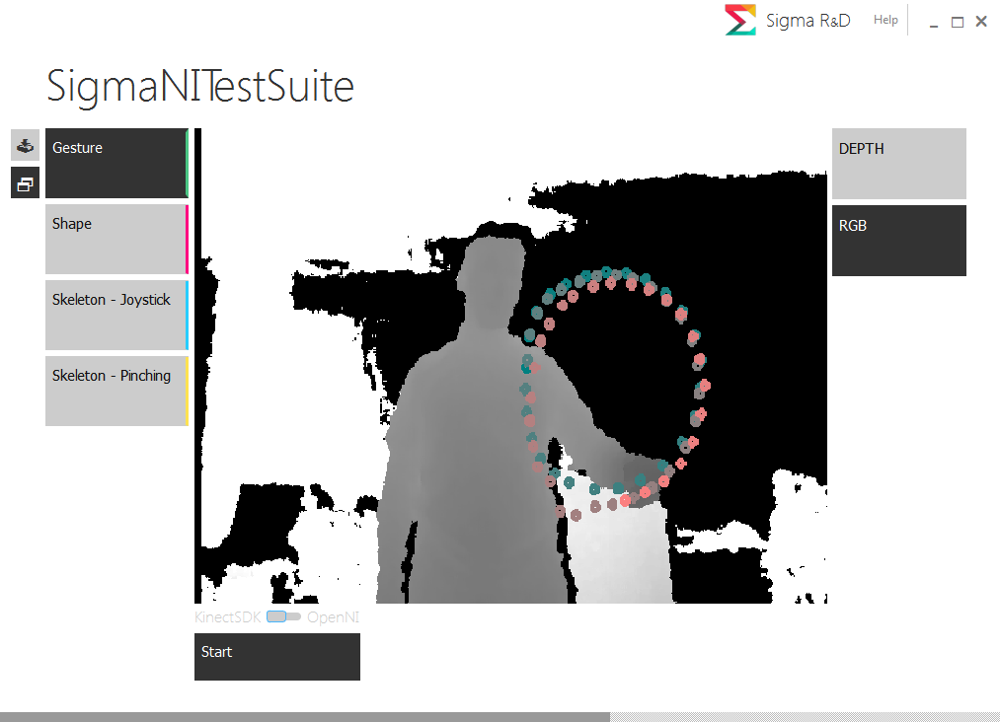 Sigma R&D
Help
SigmaNITestSuite
Gesture
Shape
Skeleton - Joystick
Skeleton - Pinching
DEPTH
RGB
KinectSDK
OpenNI
Start